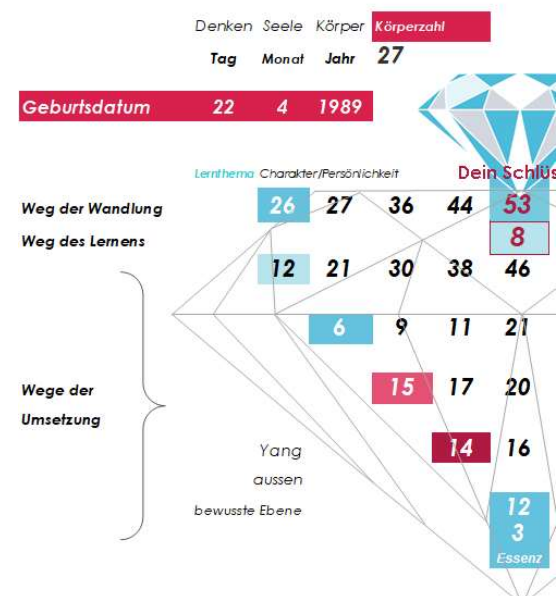 Denken Seele Körper Körperzahl
Tag Monat Jahr 27
Geburtsdatum 22 4 1989
Lernthema Charakter/Persönlichkeit Dein Schlüs
Weg der Wandlung 26 27 36 44 53
Weg des Lernens 8
12 21 30 38 46
6 9 11 21
Wege der 15 17 20
Umsetzung
14 16
Yang
aussen
bewusste Ebene 12
3
Essenz